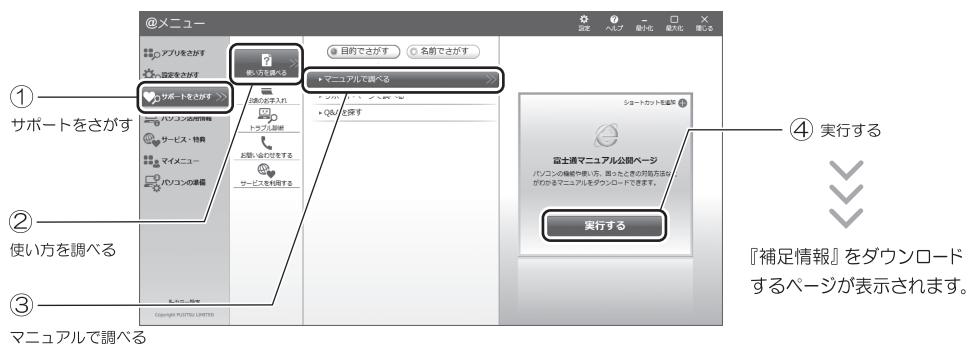 @メニュー
設定
ヘルプ
最小化
最大化
閉じる
アプリをさがす
設定をさがす
サポートをさがす
パソコン活用情報
サービス・特典
マイメニュー
パソコンの準備
Copyright FUJITSU LIMITED
使い方を調べる
日頃のお手入れ
トラブル診断
お問い合わせをする
サービスを利用する
目的でさがす
名前でさがす
マニュアルで調べる
Q&Aを探す
ショートカットを追加
富士通マニュアル公開ページ
パソコンの機能や使い方、困ったときの対処方法な
がわかるマニュアルをダウンロードできます。
実行する
①
サポートをさがす
②
使い方を調べる
③
マニュアルで調べる
④ 実行する
『補足情報』をダウンロード
するページが表示されます。